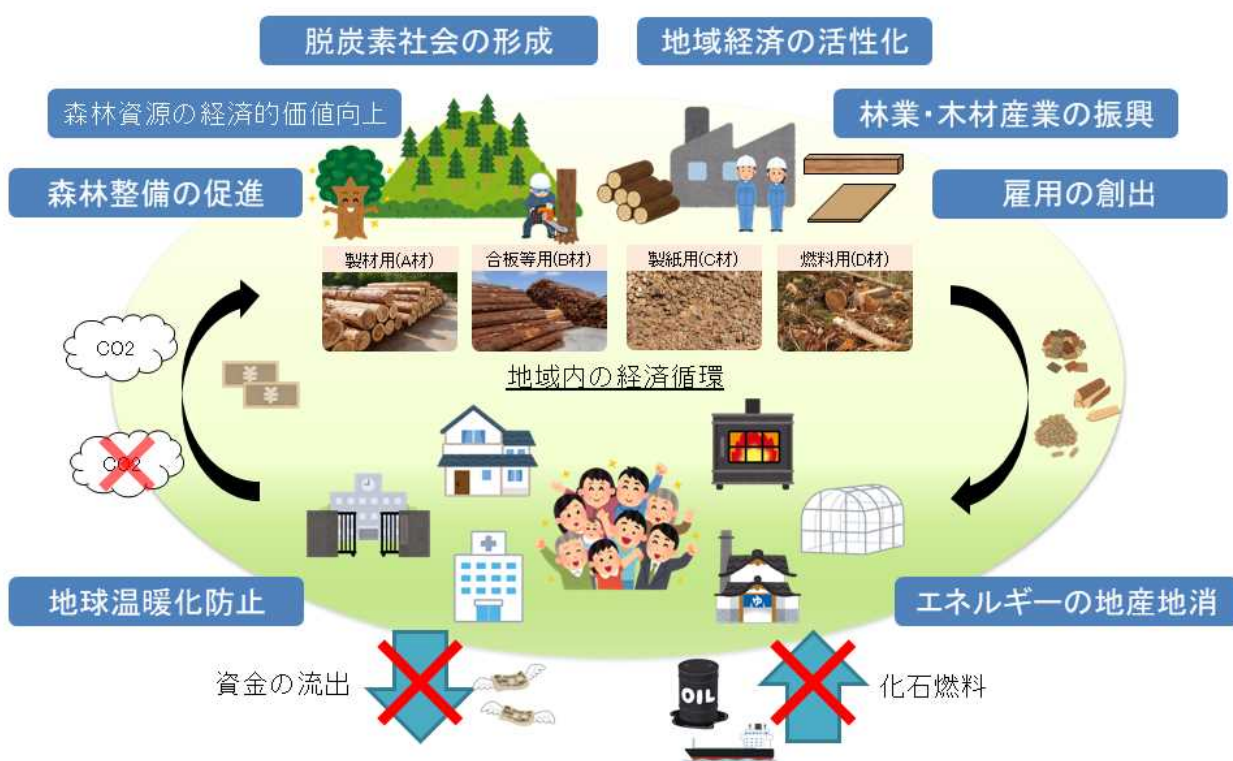 脱炭素社会の形成
地域経済の活性化
森林資源の経済的価値向上
林業・木材産業の振興
森林整備の促進
雇用の創出
製材用(A材)
合板等用(B材)
製紙用(C材)
燃料用(D材)
CO2
¥
¥
地域内の経済循環
CO2
ゆ
地球温暖化防止
エネルギーの地産地消
資金の流出
OIL
化石燃料